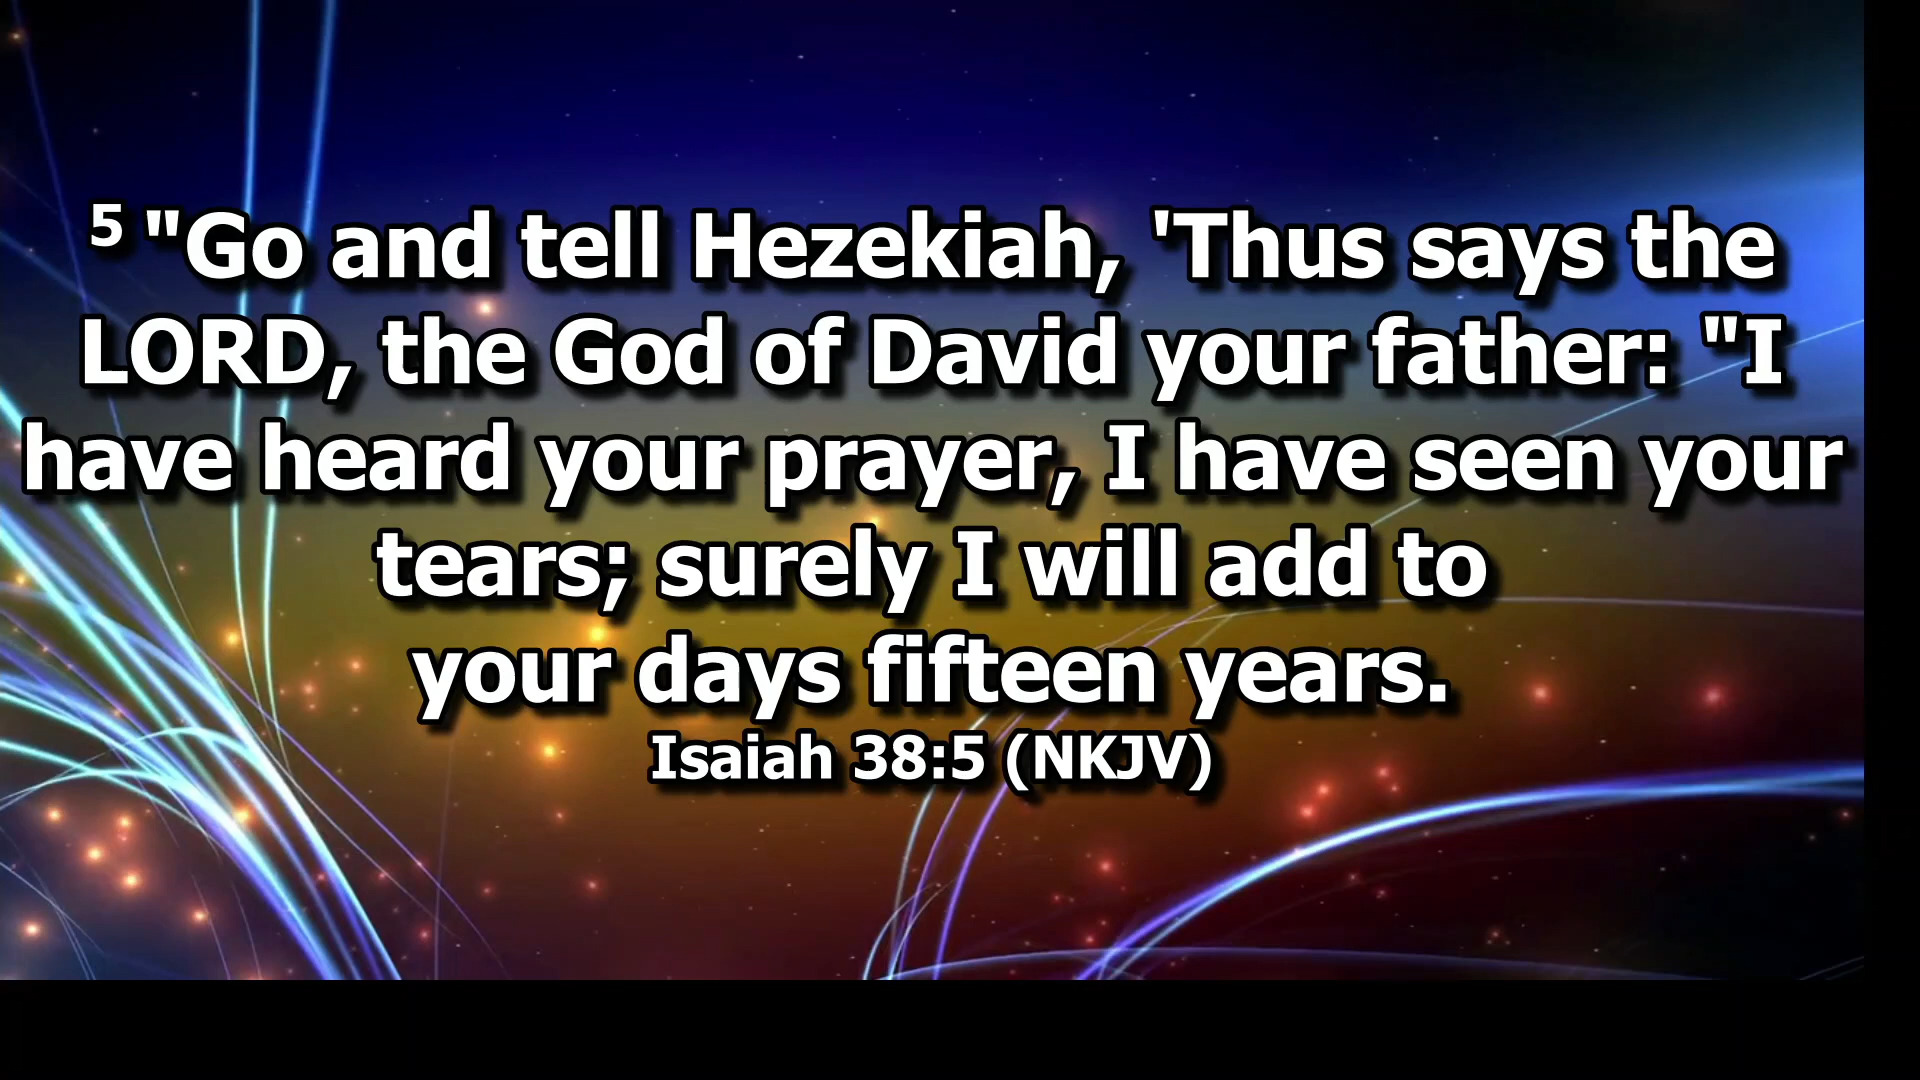 5 "Go and tell Hezekiah, 'Thus says the
LORD, the God of David your father: "I
have heard your prayer, I have seen your
tears; surely I will add to
your days fifteen years.
Isaiah 38:5 (NKJV)